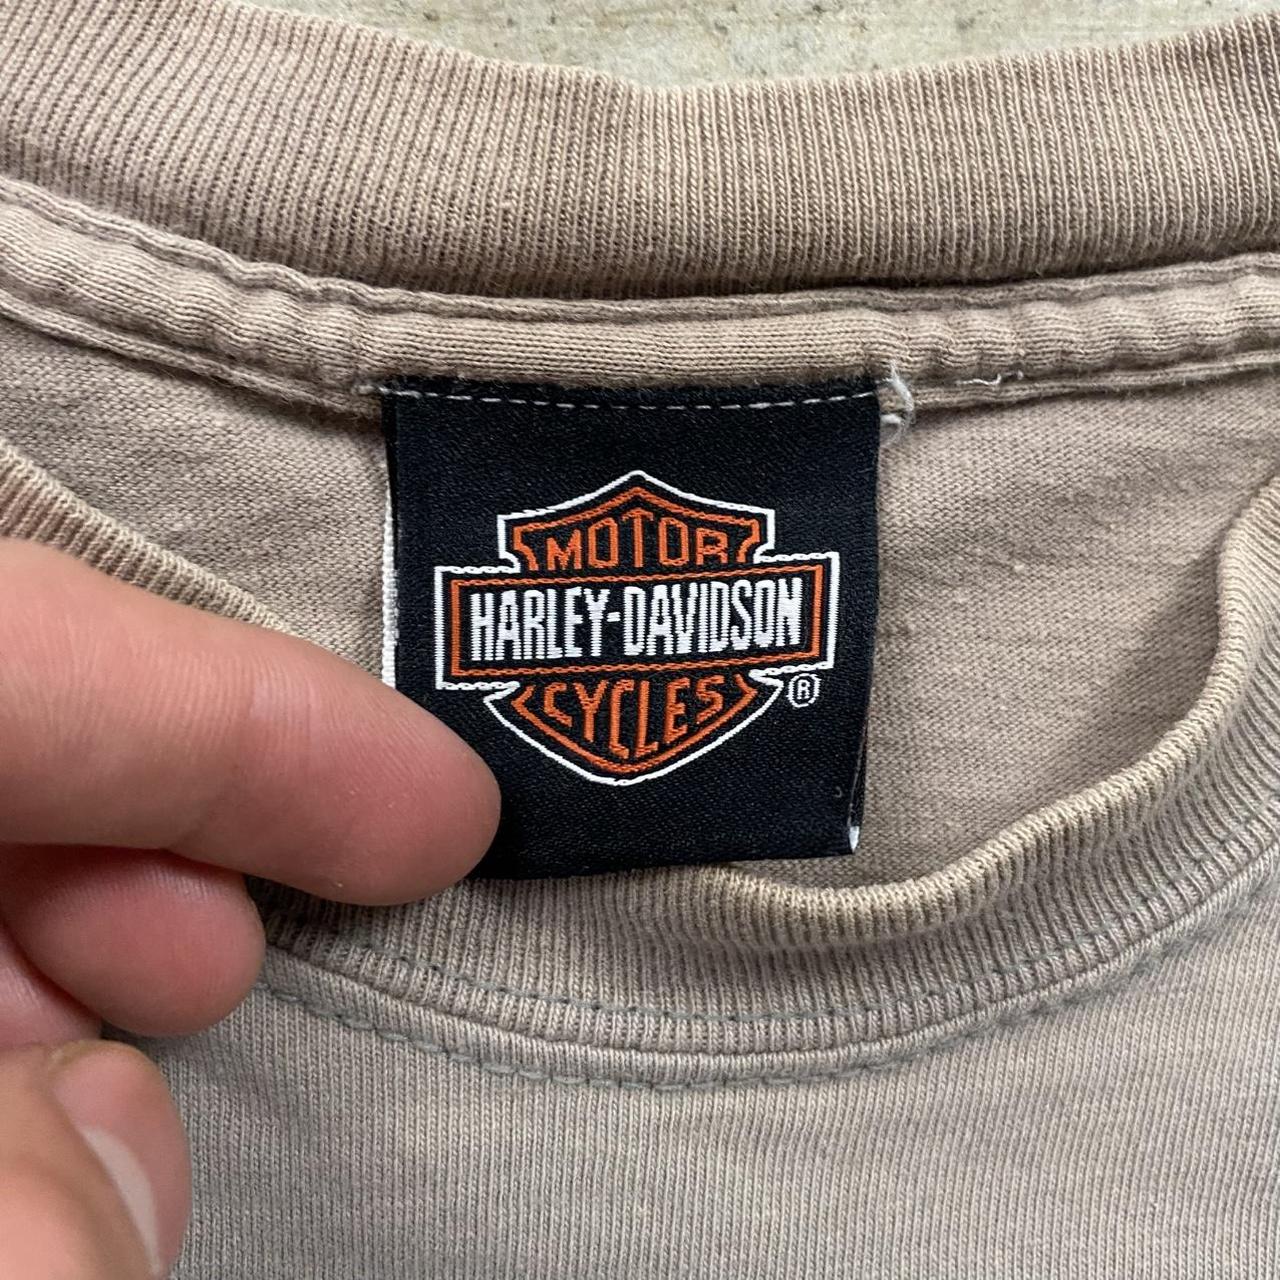 MOTOR
HARLEY-DAVIDSON
CYCLES
®